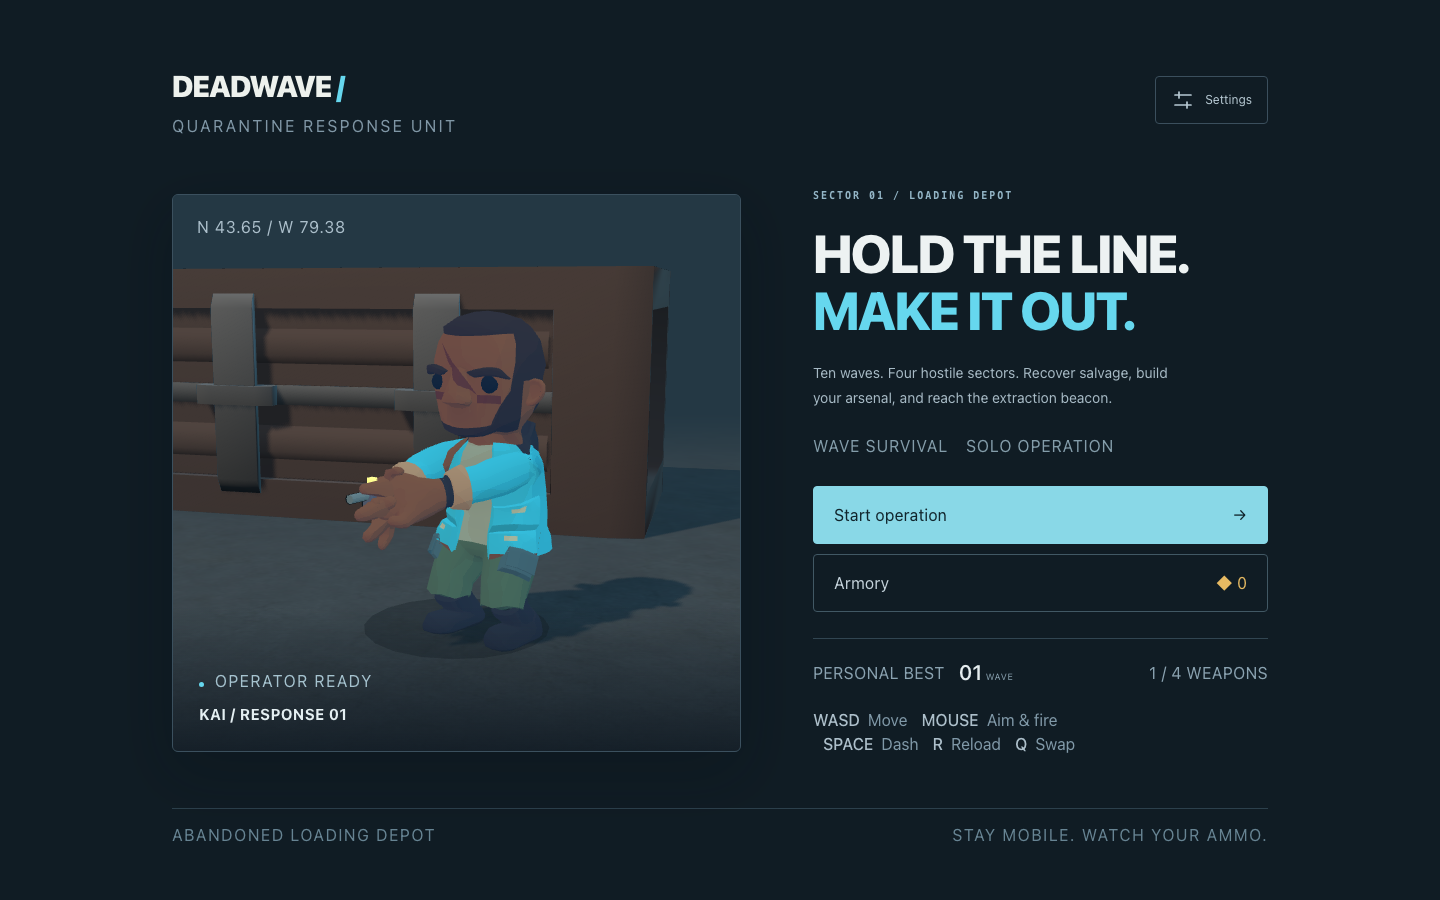 DEADWAVE/
QUARANTINE RESPONSE UNIT
Settings
N 43.65 / W 79.38
OPERATOR READY
KAI / RESPONSE 01
SECTOR 01 / LOADING DEPOT
HOLD THE LINE.
MAKE IT OUT.
Ten waves. Four hostile sectors. Recover salvage, build
your arsenal, and reach the extraction beacon.
WAVE SURVIVAL SOLO OPERATION
Start operation →
Armory ◆ 0
PERSONAL BEST 01 WAVE 1 / 4 WEAPONS
WASD Move MOUSE Aim & fire
SPACE Dash R Reload Q Swap
ABANDONED LOADING DEPOT
STAY MOBILE. WATCH YOUR AMMO.